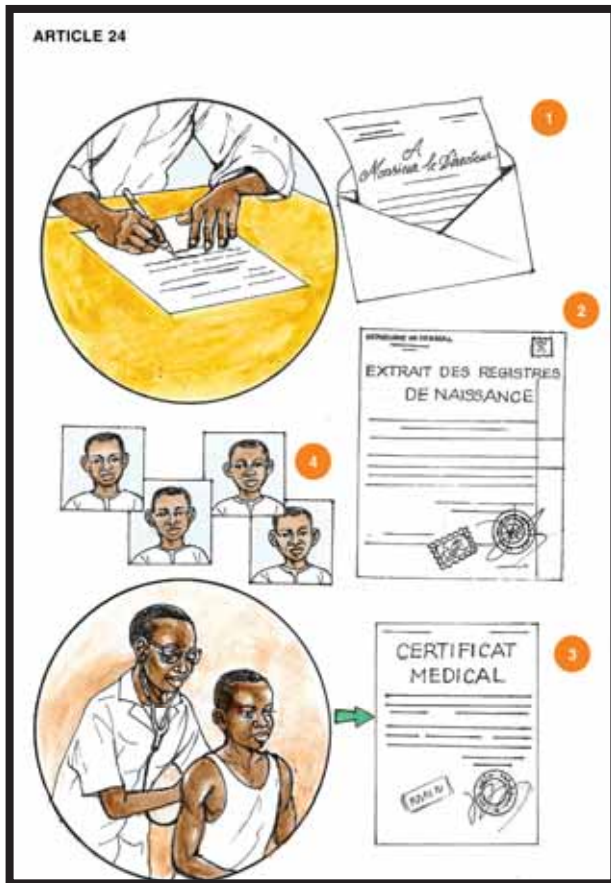 ARTICLE 24
1
A
Monsieur le Directeur
2
EXTRAIT DES REGISTRES
DE NAISSANCE
4
3
CERTIFICAT
MEDICAL